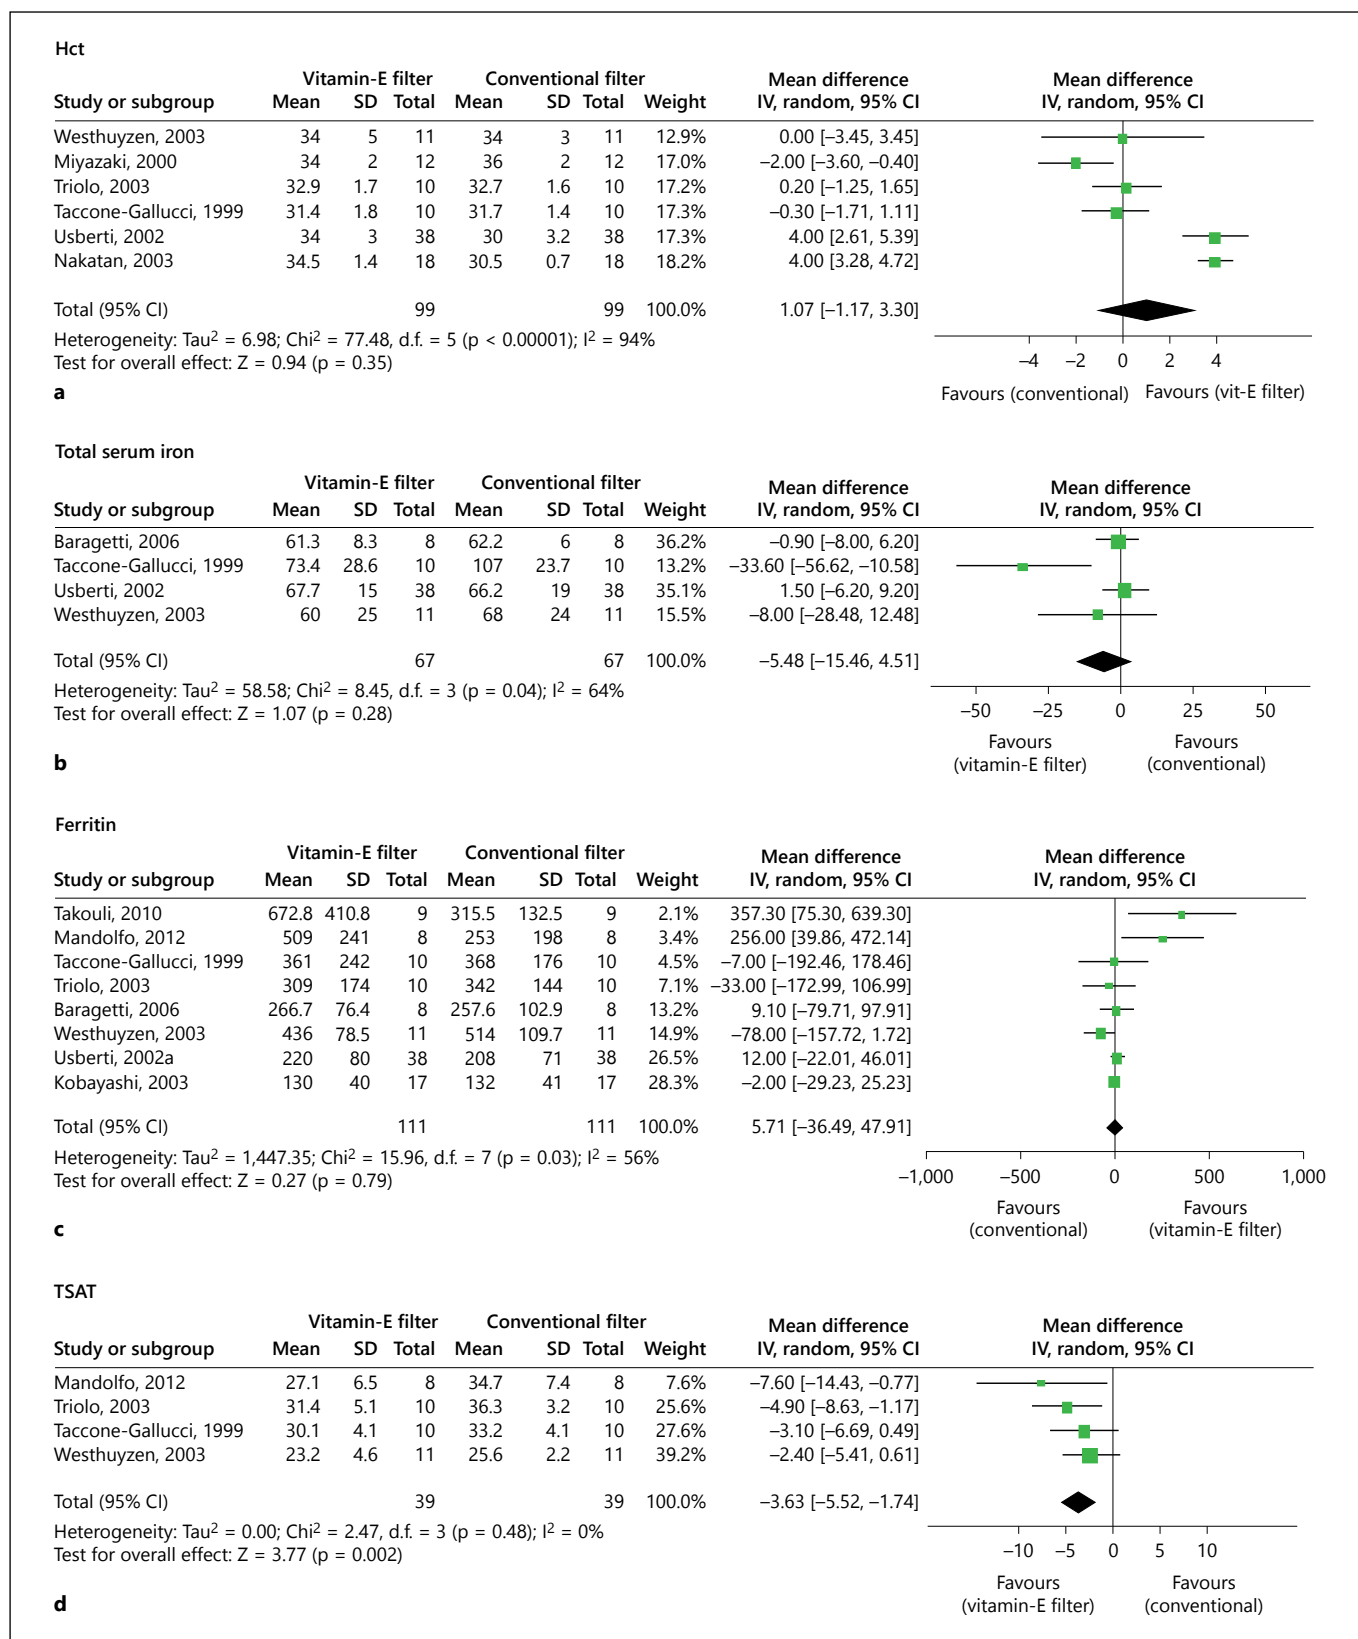 Hct
Vitamin-E filter Conventional filter Mean difference Mean difference
Study or subgroup Mean SD Total Mean SD Total Weight IV, random, 95% CI IV, random, 95% CI
Westhuyzen, 2003 34 5 11 34 3 11 12.9% 0.00 [–3.45, 3.45]
Miyazaki, 2000 34 2 12 36 2 12 17.0% –2.00 [–3.60, –0.40]
Triolo, 2003 32.9 1.7 10 32.7 1.6 10 17.2% 0.20 [–1.25, 1.65]
Taccone-Gallucci, 1999 31.4 1.8 10 31.7 1.4 10 17.3% –0.30 [–1.71, 1.11]
Usberti, 2002 34 3 38 30 3.2 38 17.3% 4.00 [2.61, 5.39]
Nakatan, 2003 34.5 1.4 18 30.5 0.7 18 18.2% 4.00 [3.28, 4.72]
Total (95% CI) 99 99 100.0% 1.07 [–1.17, 3.30]
Heterogeneity: Tau² = 6.98; Chi² = 77.48, d.f. = 5 (p < 0.00001); I² = 94%
Test for overall effect: Z = 0.94 (p = 0.35)
–4 –2 0 2 4
Favours (conventional) Favours (vit-E filter)
a
Total serum iron
Vitamin-E filter Conventional filter Mean difference Mean difference
Study or subgroup Mean SD Total Mean SD Total Weight IV, random, 95% CI IV, random, 95% CI
Baragetti, 2006 61.3 8.3 8 62.2 6 8 36.2% –0.90 [–8.00, 6.20]
Taccone-Gallucci, 1999 73.4 28.6 10 107 23.7 10 13.2% –33.60 [–56.62, –10.58]
Usberti, 2002 67.7 15 38 66.2 19 38 35.1% 1.50 [–6.20, 9.20]
Westhuyzen, 2003 60 25 11 68 24 11 15.5% –8.00 [–28.48, 12.48]
Total (95% CI) 67 67 100.0% –5.48 [–15.46, 4.51]
Heterogeneity: Tau² = 58.58; Chi² = 8.45, d.f. = 3 (p = 0.04); I² = 64%
Test for overall effect: Z = 1.07 (p = 0.28)
–50 –25 0 25 50
Favours Favours
(vitamin-E filter) (conventional)
b
Ferritin
Vitamin-E filter Conventional filter Mean difference Mean difference
Study or subgroup Mean SD Total Mean SD Total Weight IV, random, 95% CI IV, random, 95% CI
Takouli, 2010 672.8 410.8 9 315.5 132.5 9 2.1% 357.30 [75.30, 639.30]
Mandolfo, 2012 509 241 8 253 198 8 3.4% 256.00 [39.86, 472.14]
Taccone-Gallucci, 1999 361 242 10 368 176 10 4.5% –7.00 [–192.46, 178.46]
Triolo, 2003 309 174 10 342 144 10 7.1% –33.00 [–172.99, 106.99]
Baragetti, 2006 266.7 76.4 8 257.6 102.9 8 13.2% 9.10 [–79.71, 97.91]
Westhuyzen, 2003 436 78.5 11 514 109.7 11 14.9% –78.00 [–157.72, 1.72]
Usberti, 2002a 220 80 38 208 71 38 26.5% 12.00 [–22.01, 46.01]
Kobayashi, 2003 130 40 17 132 41 17 28.3% –2.00 [–29.23, 25.23]
Total (95% CI) 111 111 100.0% 5.71 [–36.49, 47.91]
Heterogeneity: Tau² = 1,447.35; Chi² = 15.96, d.f. = 7 (p = 0.03); I² = 56%
Test for overall effect: Z = 0.27 (p = 0.79)
–1,000 –500 0 500 1,000
Favours Favours
(conventional) (vitamin-E filter)
c
TSAT
Vitamin-E filter Conventional filter Mean difference Mean difference
Study or subgroup Mean SD Total Mean SD Total Weight IV, random, 95% CI IV, random, 95% CI
Mandolfo, 2012 27.1 6.5 8 34.7 7.4 8 7.6% –7.60 [–14.43, –0.77]
Triolo, 2003 31.4 5.1 10 36.3 3.2 10 25.6% –4.90 [–8.63, –1.17]
Taccone-Gallucci, 1999 30.1 4.1 10 33.2 4.1 10 27.6% –3.10 [–6.69, 0.49]
Westhuyzen, 2003 23.2 4.6 11 25.6 2.2 11 39.2% –2.40 [–5.41, 0.61]
Total (95% CI) 39 39 100.0% –3.63 [–5.52, –1.74]
Heterogeneity: Tau² = 0.00; Chi² = 2.47, d.f. = 3 (p = 0.48); I² = 0%
Test for overall effect: Z = 3.77 (p = 0.002)
–10 –5 0 5 10
Favours Favours
(vitamin-E filter) (conventional)
d